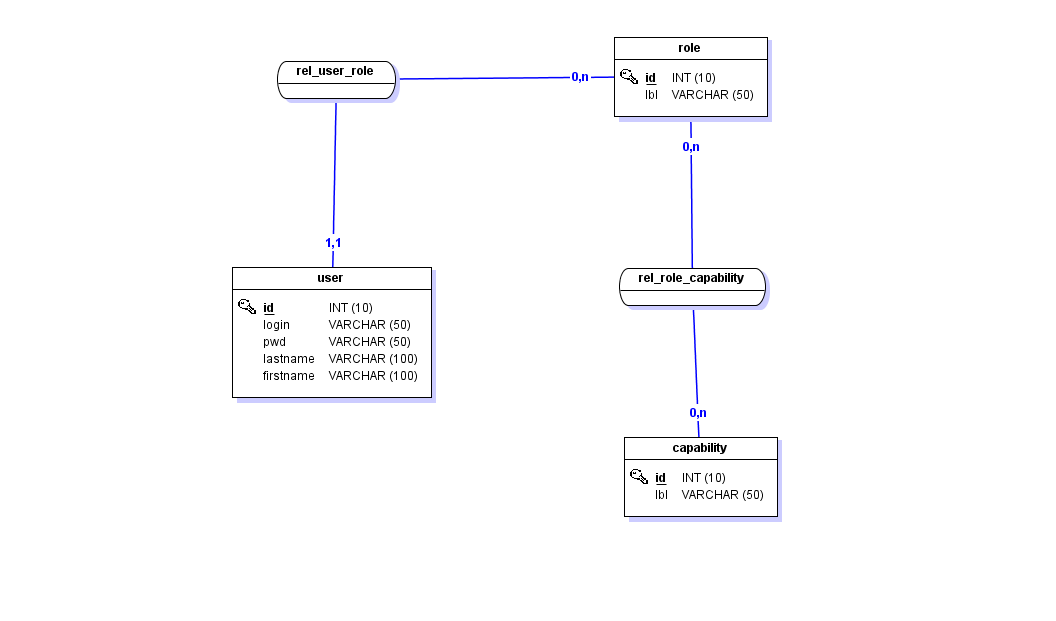 rel_user_role
0,n
role
id INT (10)
lbl VARCHAR (50)
0,n
1,1
user
id INT (10)
login VARCHAR (50)
pwd VARCHAR (50)
lastname VARCHAR (100)
firstname VARCHAR (100)
rel_role_capability
0,n
capability
id INT (10)
lbl VARCHAR (50)